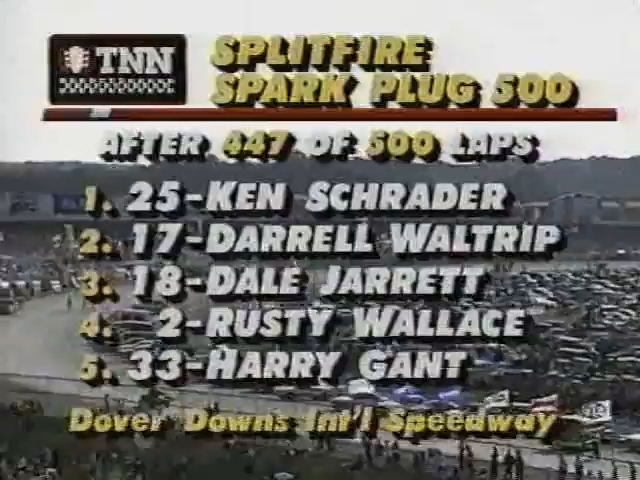 TNN
SPLITFIRE
SPARK PLUG 500
AFTER 447 OF 500 LAPS
1. 25-KEN SCHRADER
2. 17-DARRELL WALTRIP
3. 18-DALE JARRETT
4. 2-RUSTY WALLACE
5. 33-HARRY GANT
Dover Downs Int'l Speedway